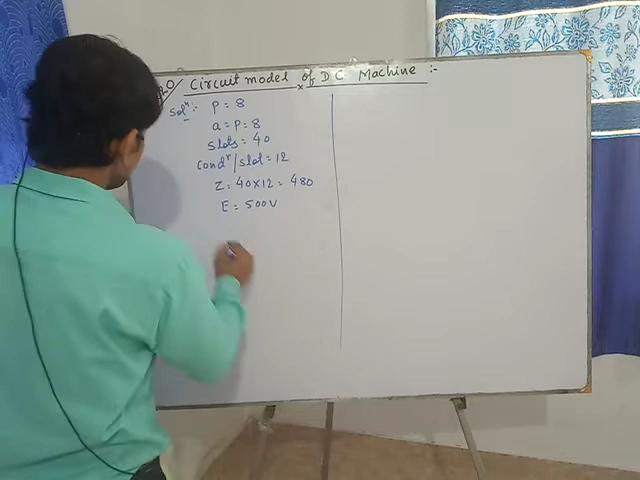 Circuit model of DC Machine :-
Solⁿ :- P = 8
a = P = 8
Slots = 40
Condʳ/slot = 12
Z = 40×12 = 480
E = 500V